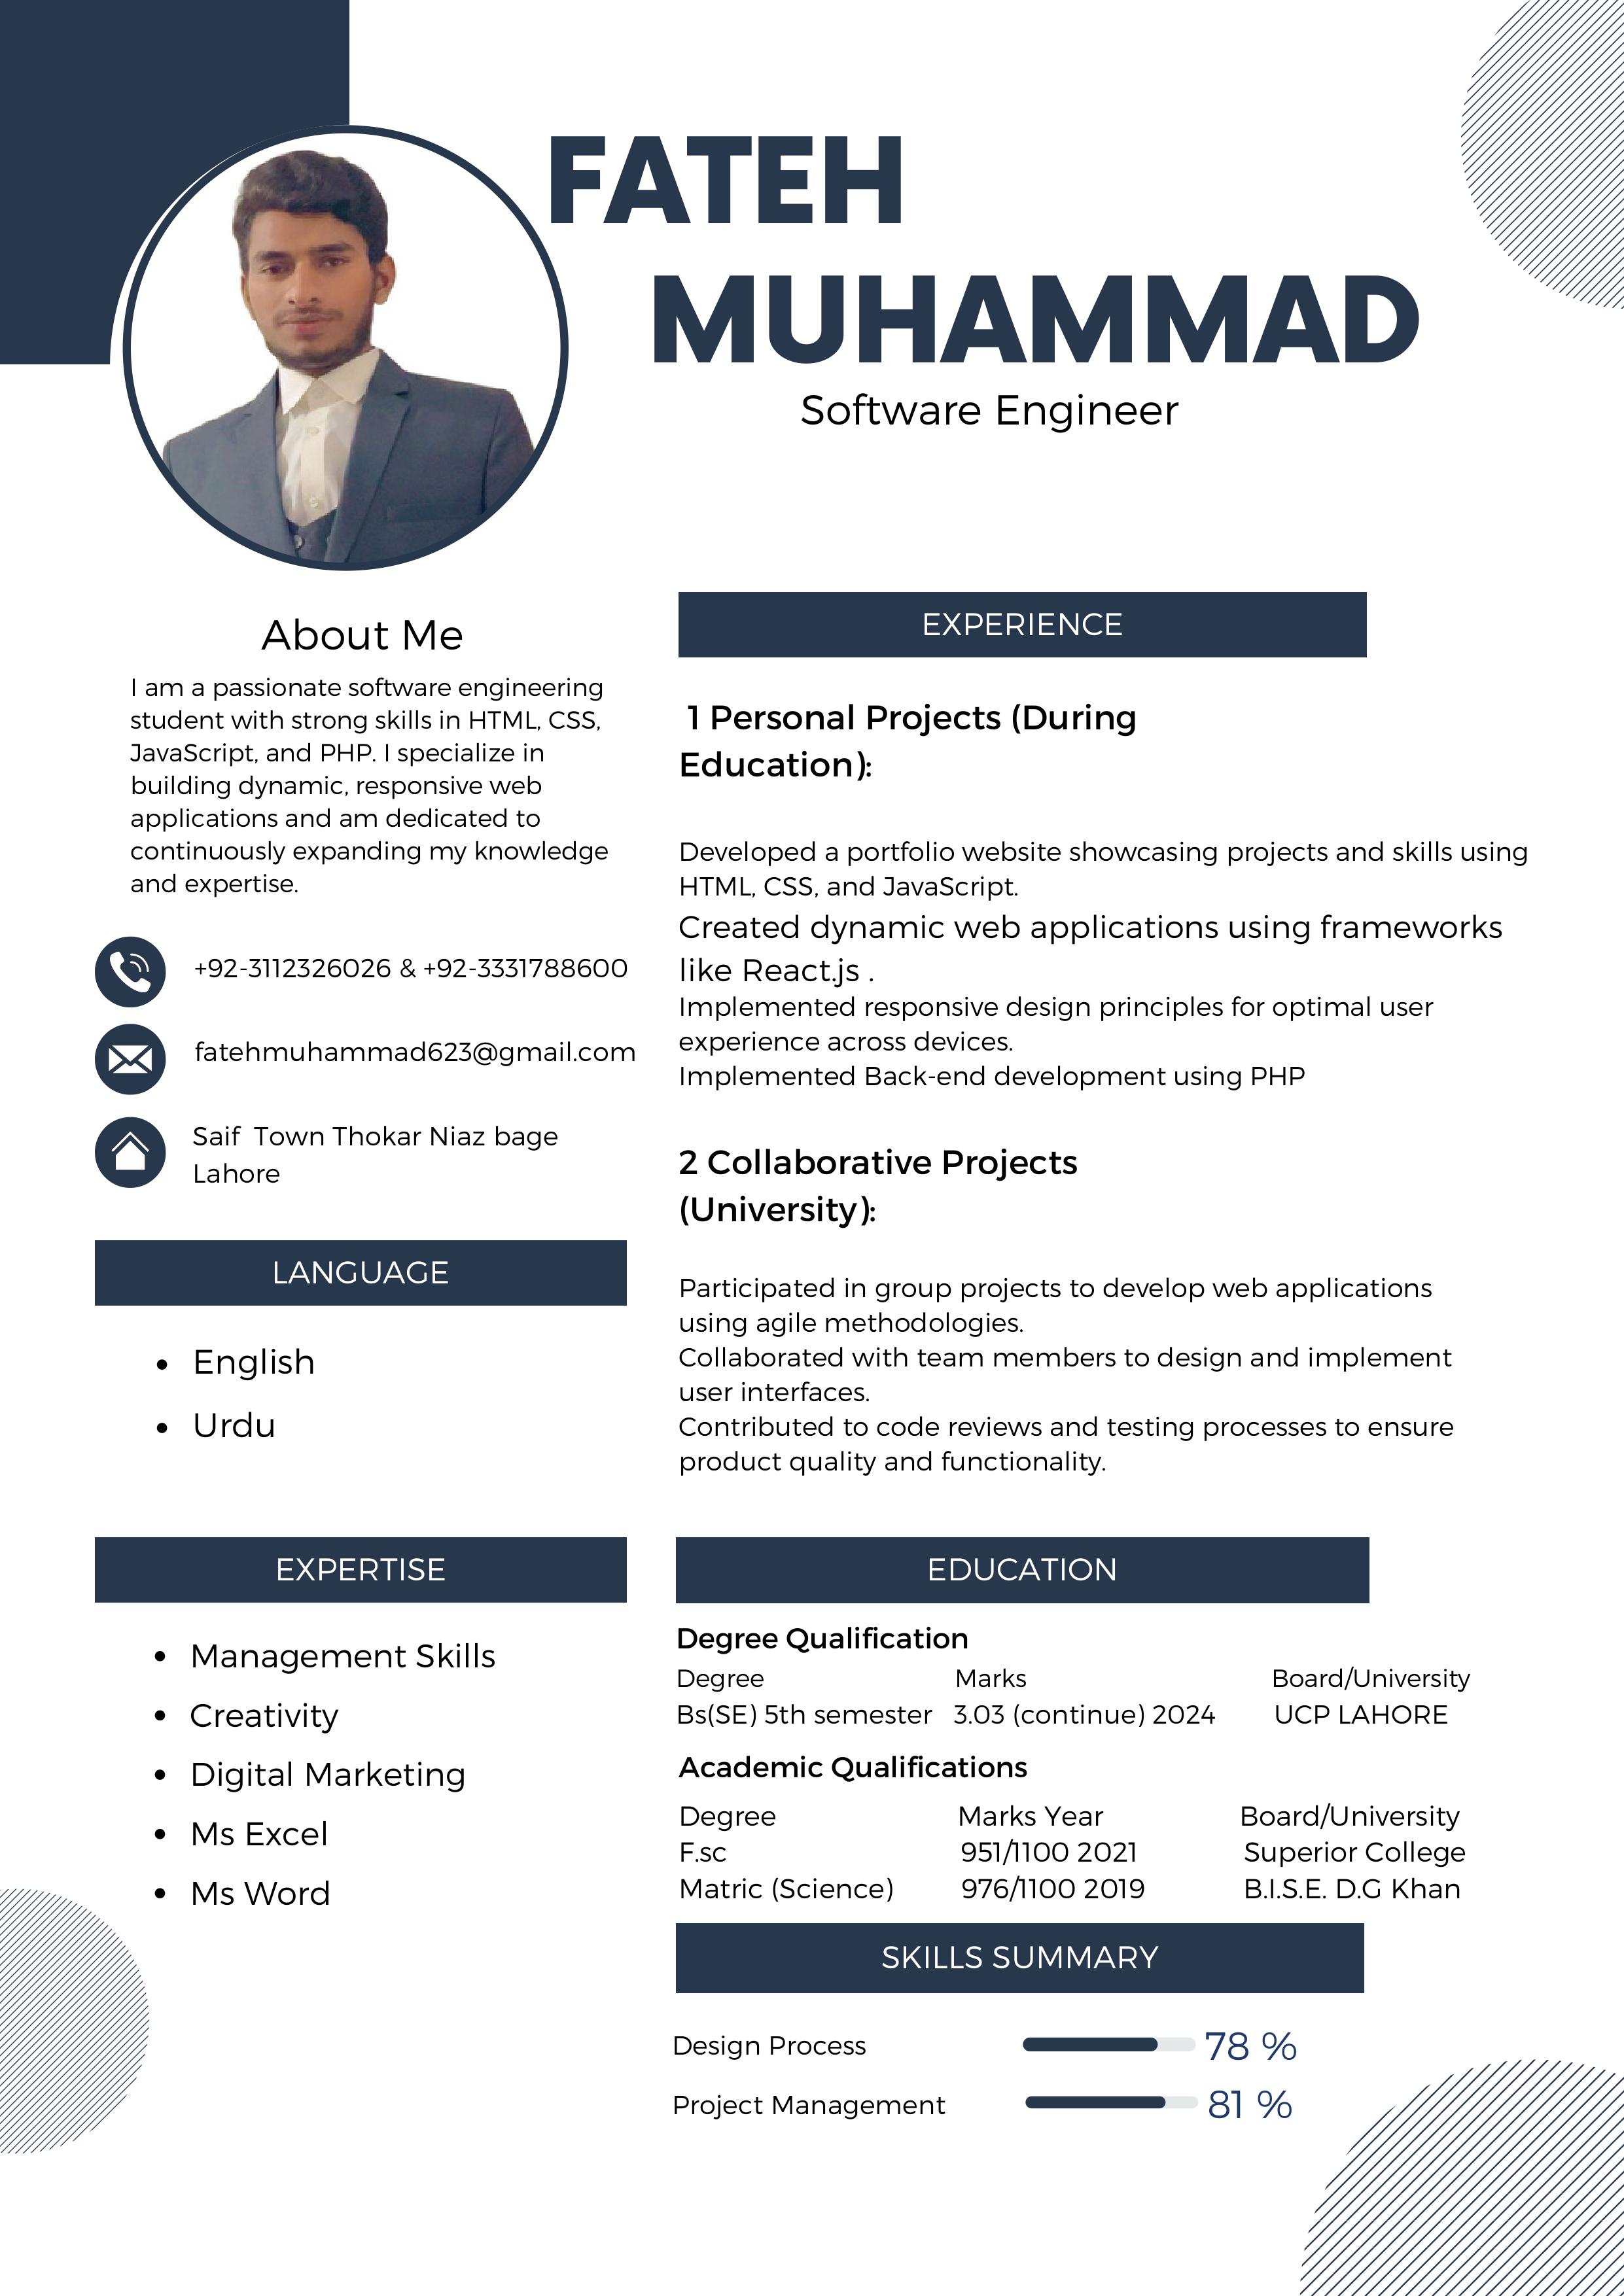 FATEH
MUHAMMAD
Software Engineer
About Me
I am a passionate software engineering
student with strong skills in HTML, CSS,
JavaScript, and PHP. I specialize in
building dynamic, responsive web
applications and am dedicated to
continuously expanding my knowledge
and expertise.
+92-3112326026 & +92-3331788600
fatehmuhammad623@gmail.com
Saif Town Thokar Niaz bage
Lahore
LANGUAGE
• English
• Urdu
EXPERTISE
• Management Skills
• Creativity
• Digital Marketing
• Ms Excel
• Ms Word
EXPERIENCE
1 Personal Projects (During
Education):
Developed a portfolio website showcasing projects and skills using
HTML, CSS, and JavaScript.
Created dynamic web applications using frameworks
like React.js .
Implemented responsive design principles for optimal user
experience across devices.
Implemented Back-end development using PHP
2 Collaborative Projects
(University):
Participated in group projects to develop web applications
using agile methodologies.
Collaborated with team members to design and implement
user interfaces.
Contributed to code reviews and testing processes to ensure
product quality and functionality.
EDUCATION
Degree Qualification
Degree Marks Board/University
Bs(SE) 5th semester 3.03 (continue) 2024 UCP LAHORE
Academic Qualifications
Degree Marks Year Board/University
F.sc 951/1100 2021 Superior College
Matric (Science) 976/1100 2019 B.I.S.E. D.G Khan
SKILLS SUMMARY
Design Process 78 %
Project Management 81 %